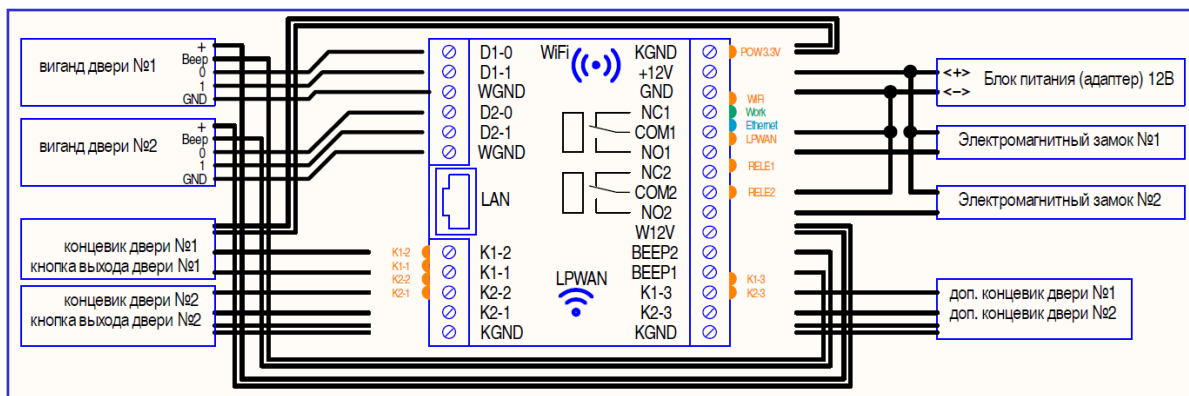 виганд двери №1
+
Beep
0
1
GND
виганд двери №2
+
Beep
0
1
GND
концевик двери №1
кнопка выхода двери №1
концевик двери №2
кнопка выхода двери №2
K1-2
K1-1
K2-2
K2-1
D1-0
D1-1
WGND
D2-0
D2-1
WGND
LAN
K1-2
K1-1
K2-2
K2-1
KGND
WiFi
LPWAN
KGND
+12V
GND
NC1
COM1
NO1
NC2
COM2
NO2
W12V
BEEP2
BEEP1
K1-3
K2-3
KGND
POW3.3V
WIFI
Work
Ethernet
LPWAN
RELE1
RELE2
K1-3
K2-3
<+>
<->
Блок питания (адаптер) 12В
Электромагнитный замок №1
Электромагнитный замок №2
доп. концевик двери №1
доп. концевик двери №2